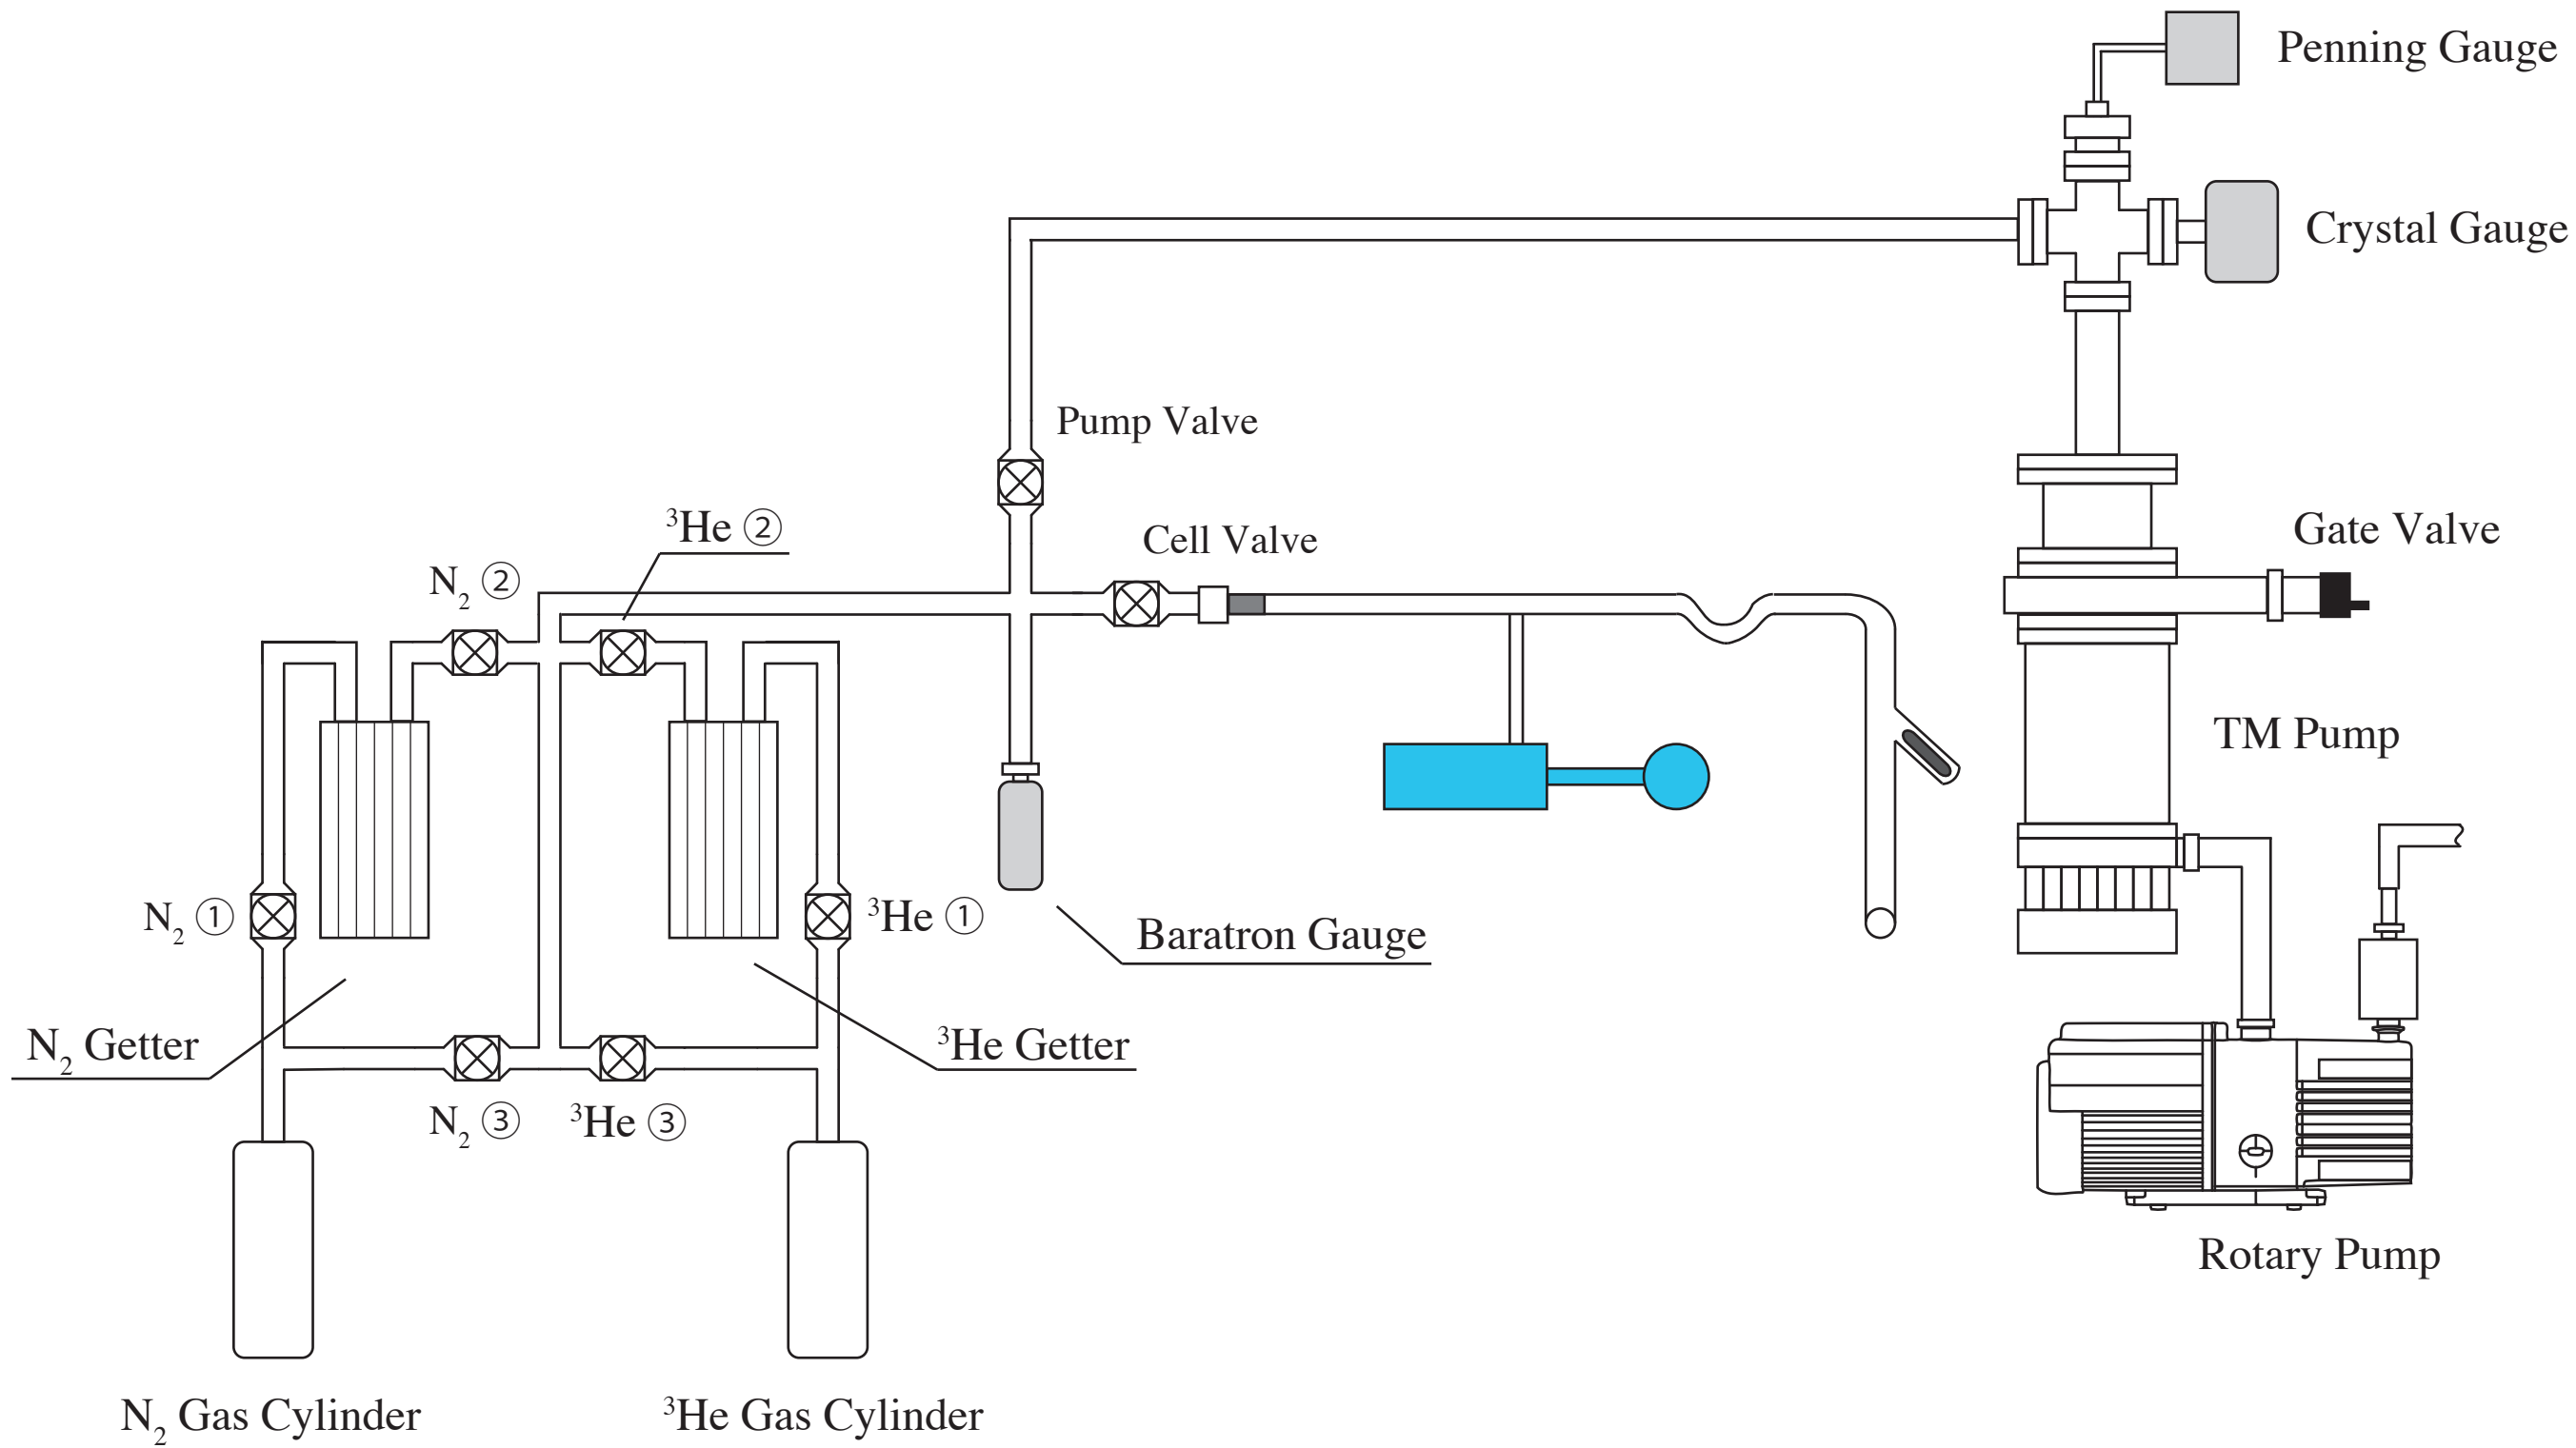 Penning Gauge
Crystal Gauge
Pump Valve
³He ②
Cell Valve
Gate Valve
N₂ ②
TM Pump
N₂ ①
³He ①
Baratron Gauge
N₂ Getter
³He Getter
N₂ ③
³He ③
Rotary Pump
N₂ Gas Cylinder
³He Gas Cylinder